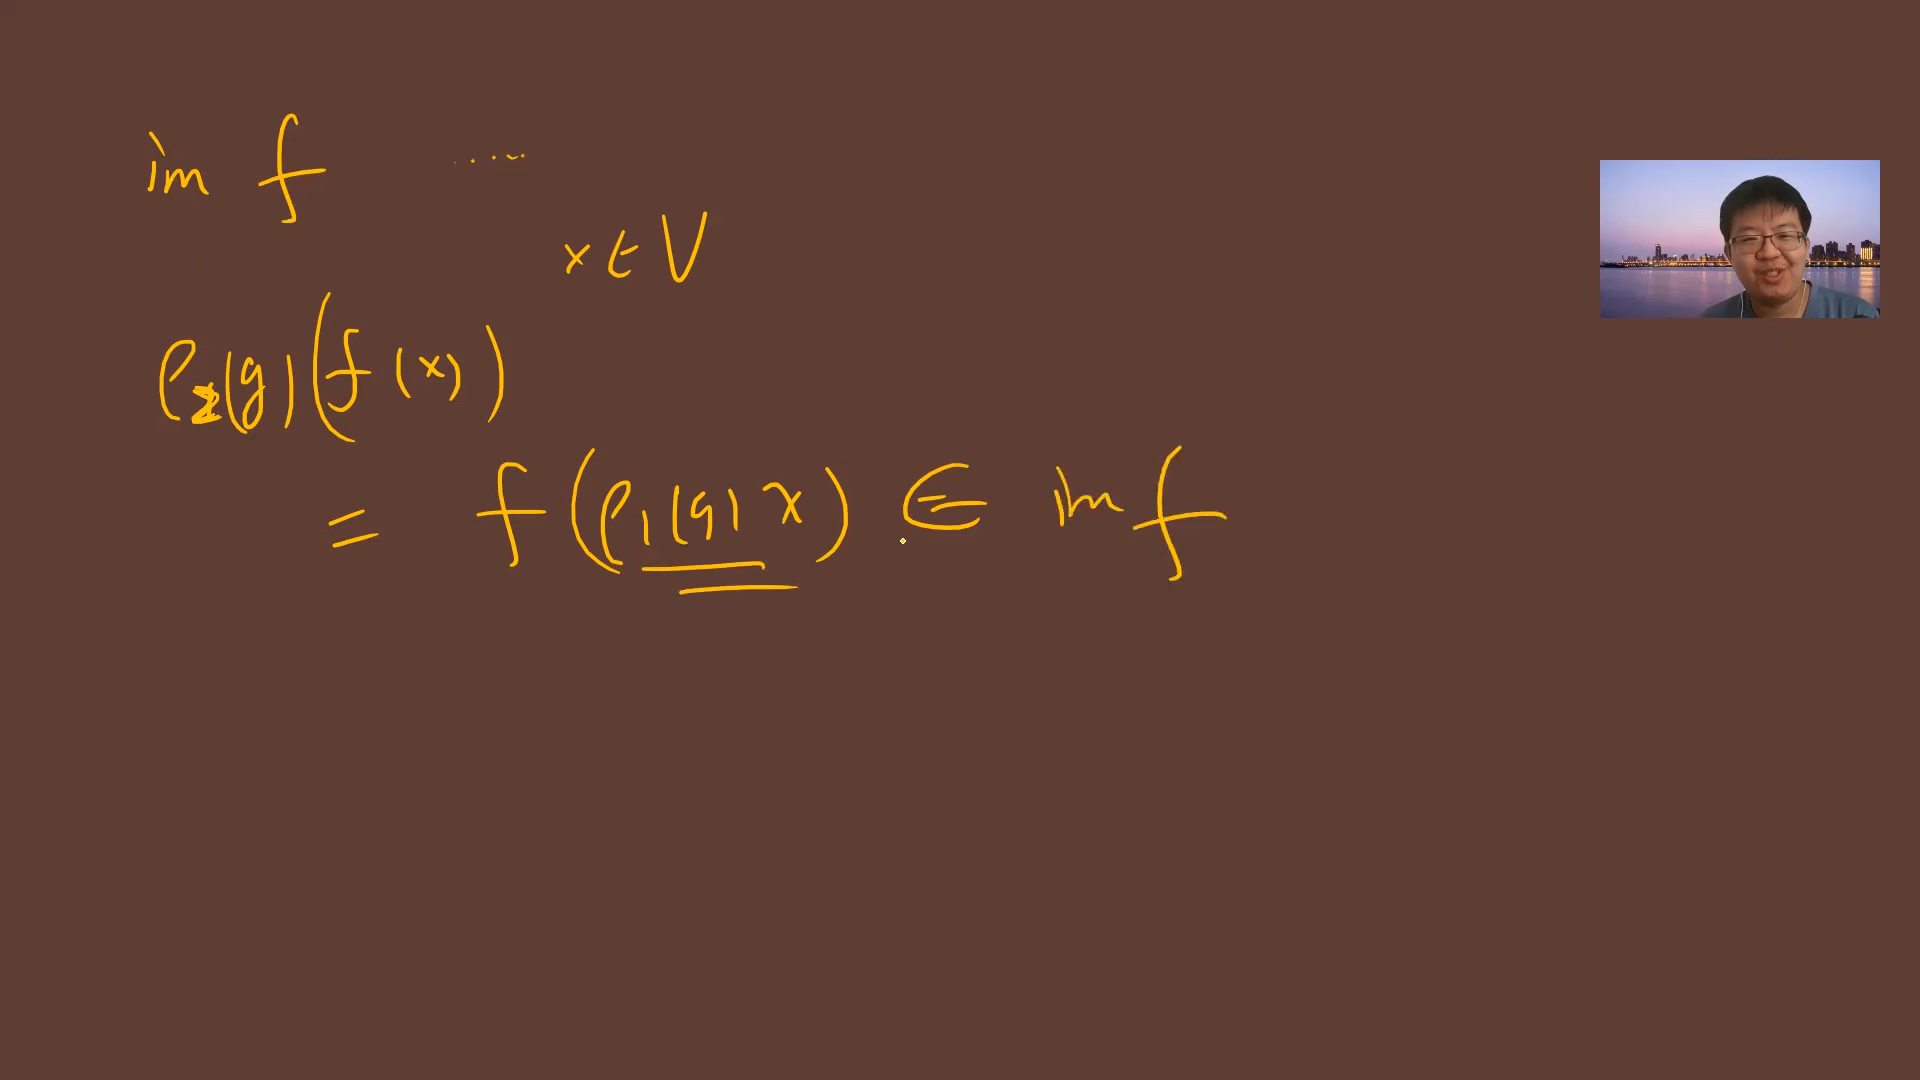 im f .....
x ∈ V
ρ₂(g)(f(x))
= f(ρ₁(g)x) ∈ im f